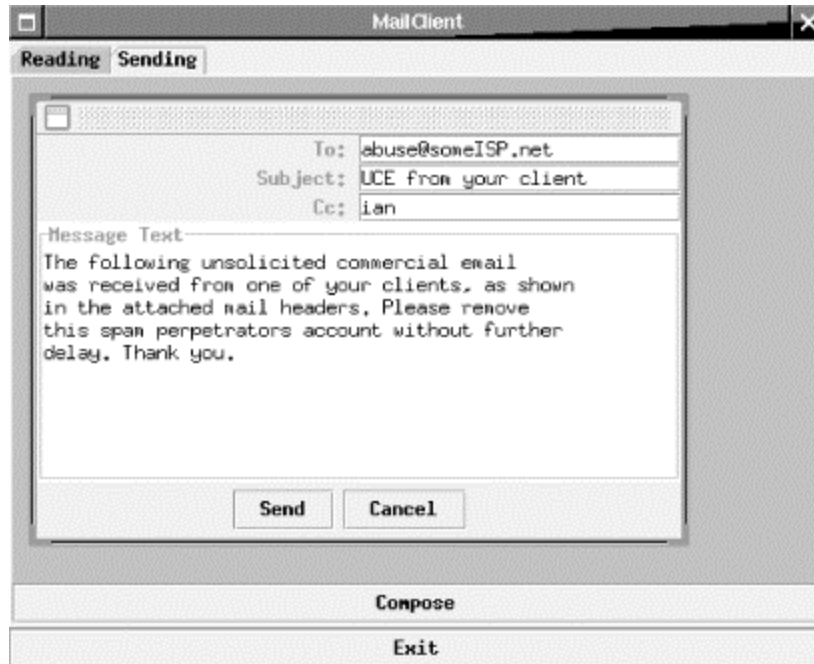 MailClient
Reading Sending
To: abuse@someISP.net
Subject: UCE from your client
Cc: ian
Message Text
The following unsolicited commercial email
was received from one of your clients, as shown
in the attached mail headers. Please remove
this spam perpetrators account without further
delay. Thank you.
Send Cancel
Compose
Exit